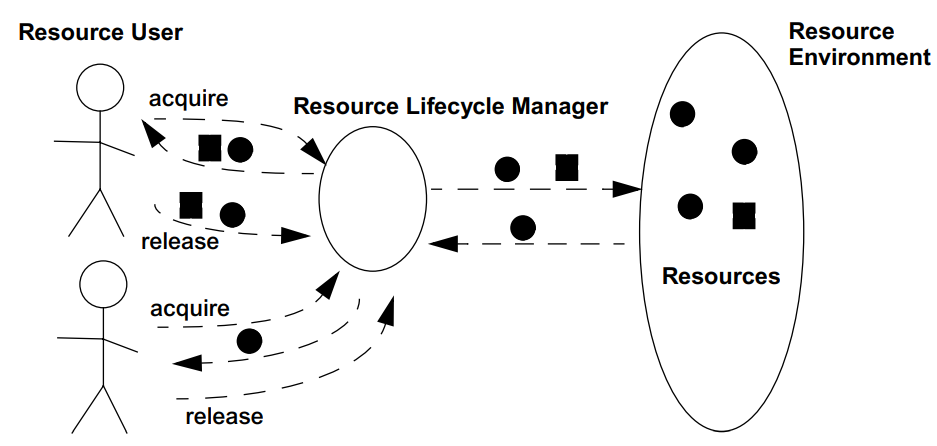 Resource User
Resource
Environment
acquire
Resource Lifecycle Manager
release
Resources
acquire
release